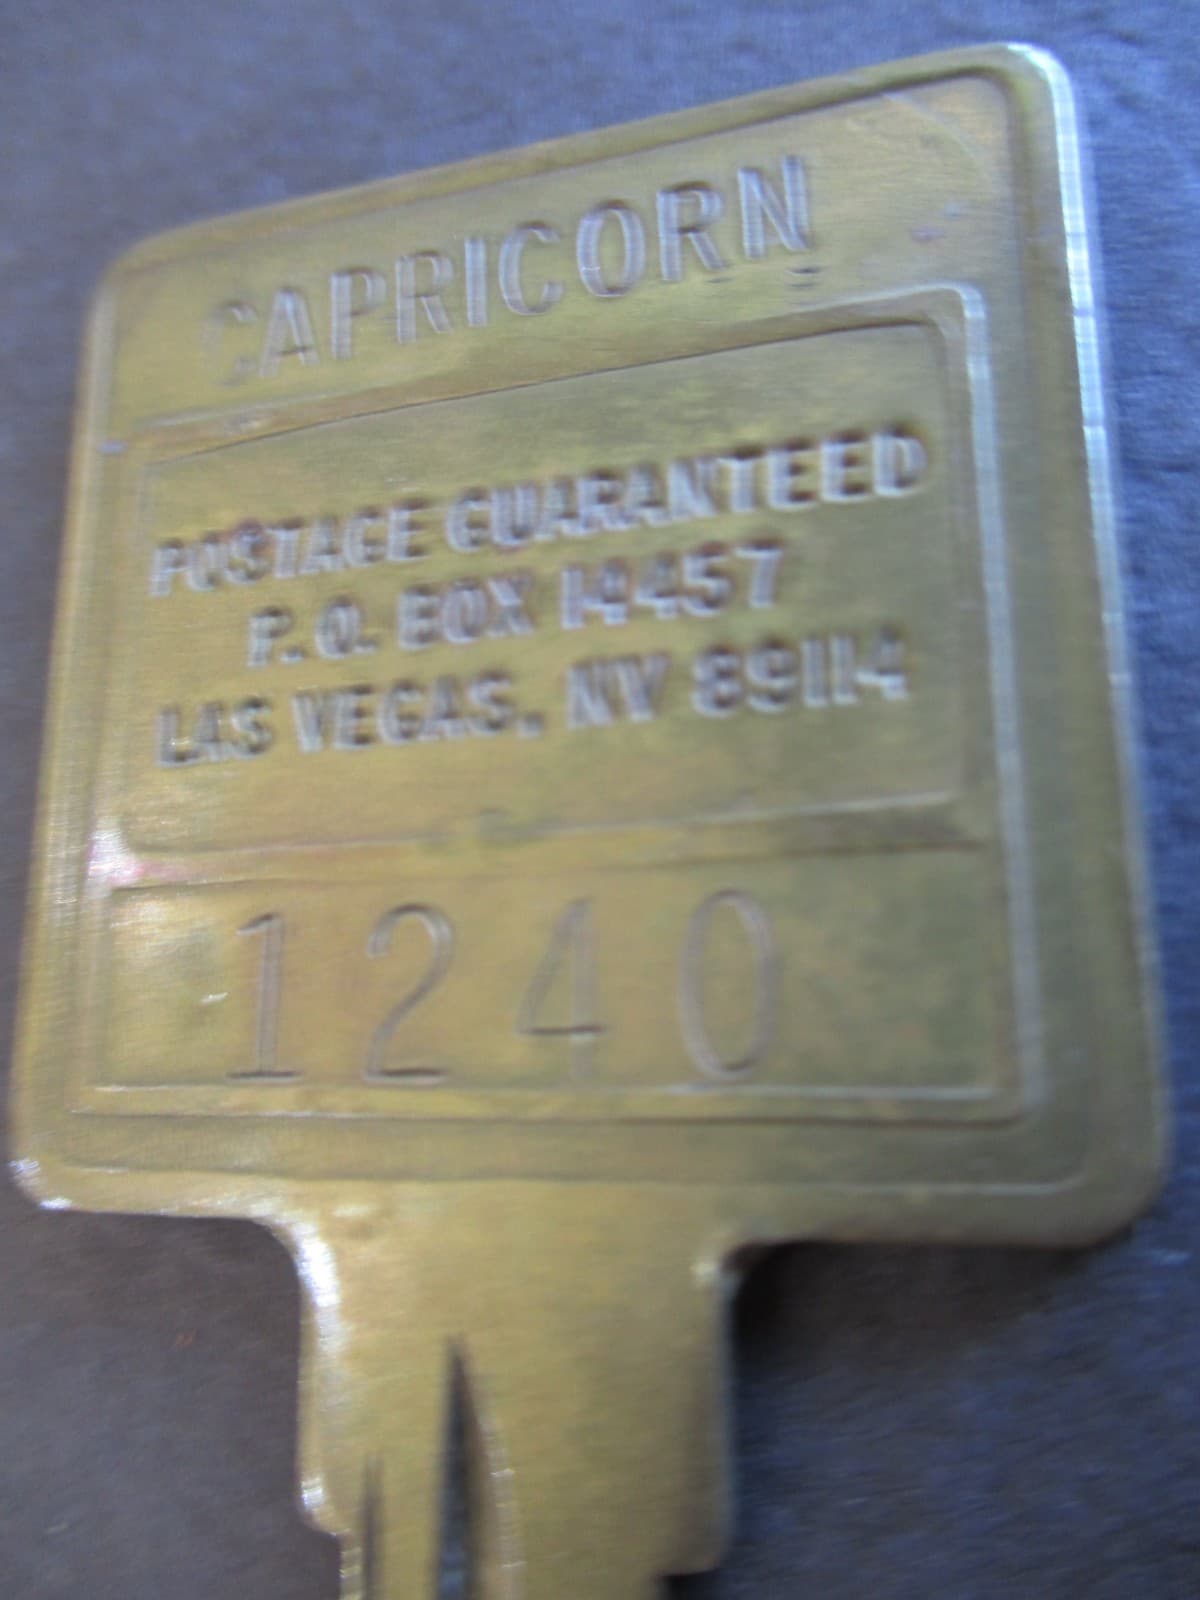 CAPRICORN
POSTAGE GUARANTEED
P.O. BOX 14457
LAS VEGAS, NV 89114
1240